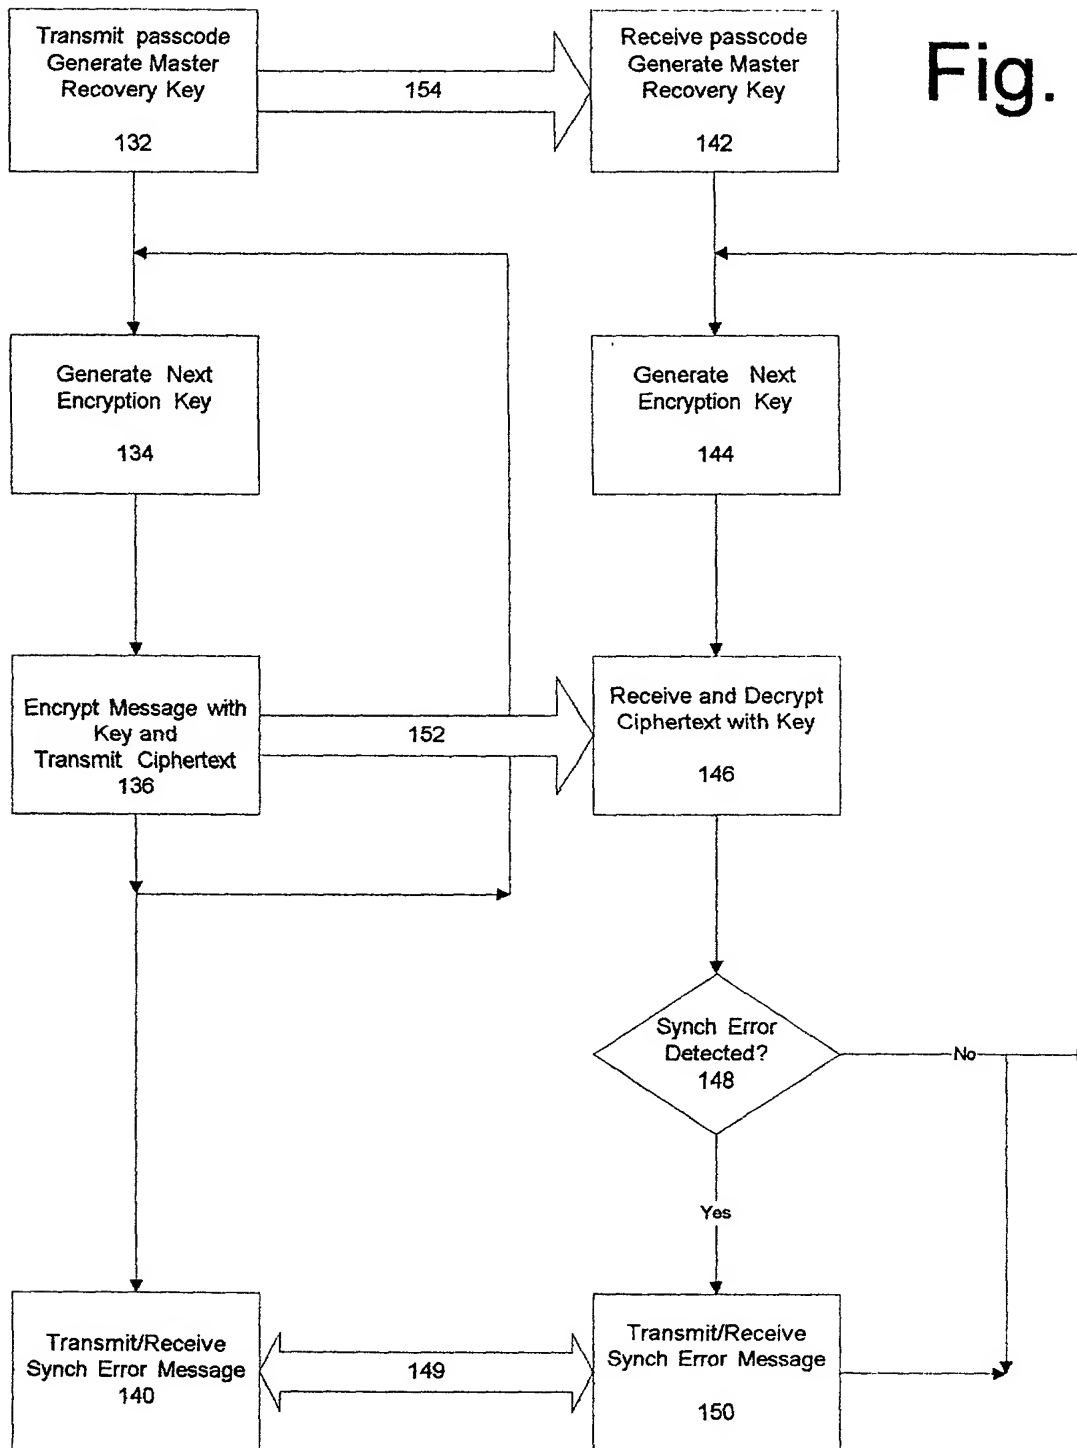 Transmit passcode
Generate Master
Recovery Key
132
154
Receive passcode
Generate Master
Recovery Key
142
Fig.
Generate Next
Encryption Key
134
Generate Next
Encryption Key
144
Encrypt Message with
Key and
Transmit Ciphertext
136
152
Receive and Decrypt
Ciphertext with Key
146
Synch Error
Detected?
148
No
Yes
Transmit/Receive
Synch Error Message
140
149
Transmit/Receive
Synch Error Message
150